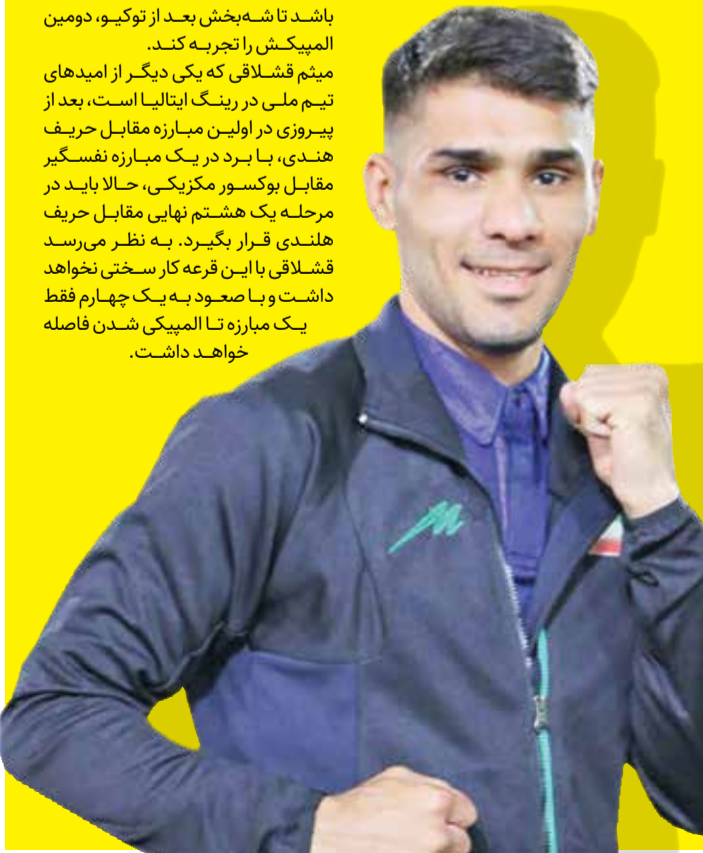 باشد تا شه‌بخش بعد از توکیو، دومین
المپیکش را تجربه کند.
میثم قشلاقی که یکی دیگر از امیدهای
تیم ملی در رینگ ایتالیا است، بعد از
پیروزی در اولین مبارزه مقابل حریف
هندی، با برد در یک مبارزه نفسگیر
مقابل بوکسور مکزیکی، حالا باید در
مرحله یک هشتم نهایی مقابل حریف
هلندی قرار بگیرد. به نظر می‌رسد
قشلاقی با این قرعه کار سختی نخواهد
داشت و با صعود به یک چهارم فقط
یک مبارزه تا المپیکی شدن فاصله
خواهد داشت.